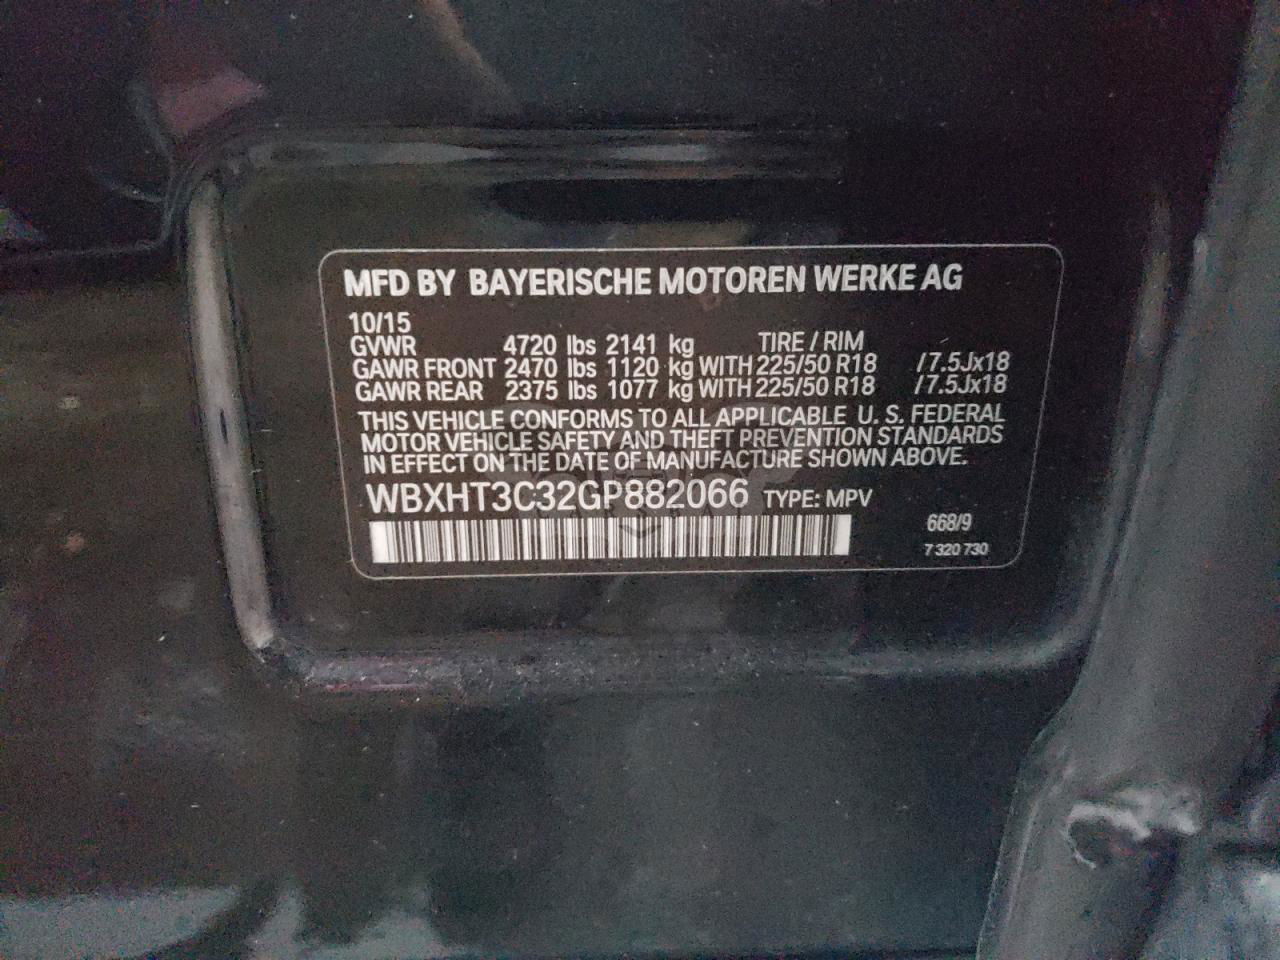 MFD BY BAYERISCHE MOTOREN WERKE AG
10/15
GVWR 4720 lbs 2141 kg TIRE / RIM
GAWR FRONT 2470 lbs 1120 kg WITH 225/50 R18 /7.5Jx18
GAWR REAR 2375 lbs 1077 kg WITH 225/50 R18 /7.5Jx18
THIS VEHICLE CONFORMS TO ALL APPLICABLE U. S. FEDERAL
MOTOR VEHICLE SAFETY AND THEFT PREVENTION STANDARDS
IN EFFECT ON THE DATE OF MANUFACTURE SHOWN ABOVE.
WBXHT3C32GP882066 TYPE: MPV
668/9
7 320 730